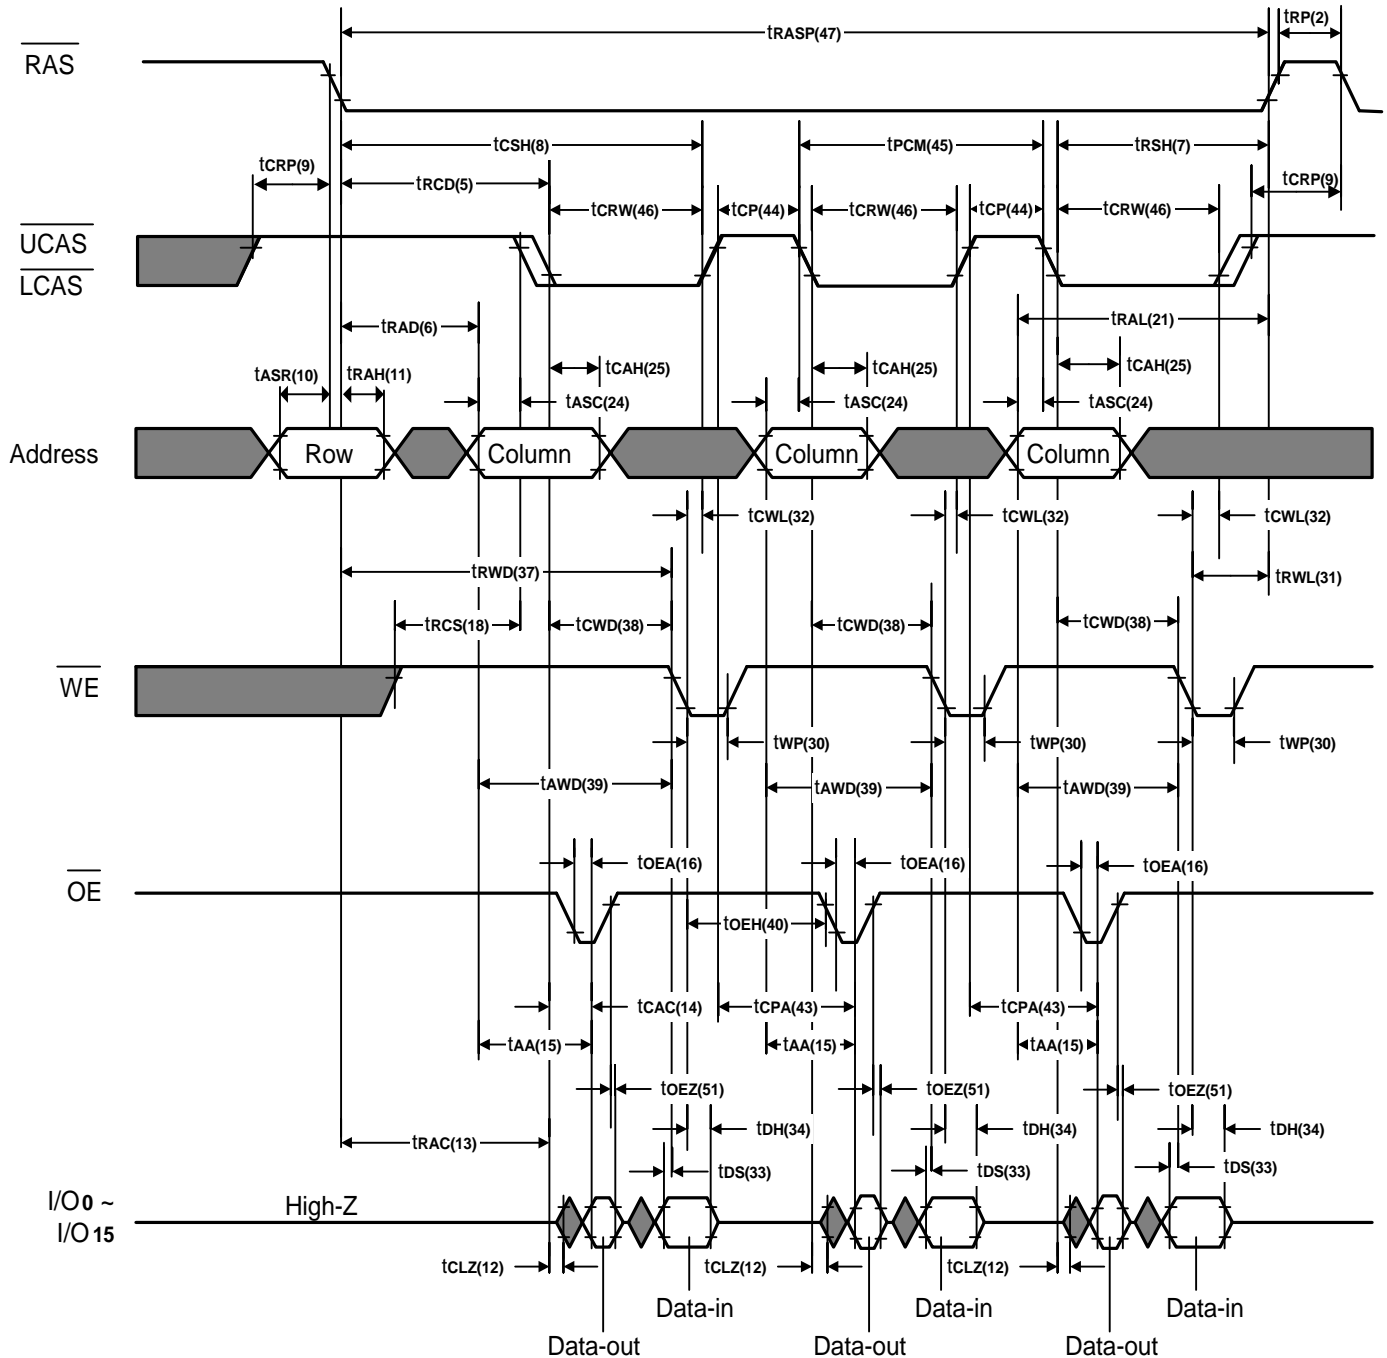 tRASP(47) tRP(2)
RAS
tCSH(8) tPCM(45) tRSH(7)
tCRP(9) tRCD(5) tCRP(9)
tCRW(46) tCP(44) tCRW(46) tCP(44) tCRW(46)
UCAS
LCAS
tRAD(6) tRAL(21)
tCAH(25) tCAH(25) tCAH(25)
tASR(10) tRAH(11)
tASC(24) tASC(24) tASC(24)
Address Row Column Column Column
tCWL(32) tCWL(32) tCWL(32)
tRWD(37) tRWL(31)
tRCS(18) tCWD(38) tCWD(38) tCWD(38)
WE
tWP(30) tWP(30) tWP(30)
tAWD(39) tAWD(39) tAWD(39)
tOEA(16) tOEA(16) tOEA(16)
OE
tOEH(40)
tCAC(14) tCPA(43) tCPA(43)
tAA(15) tAA(15) tAA(15)
tOEZ(51) tOEZ(51) tOEZ(51)
tRAC(13) tDH(34) tDH(34) tDH(34)
tDS(33) tDS(33) tDS(33)
I/O0 ~ High-Z
I/O15
tCLZ(12) tCLZ(12) tCLZ(12)
Data-in Data-in Data-in
Data-out Data-out Data-out